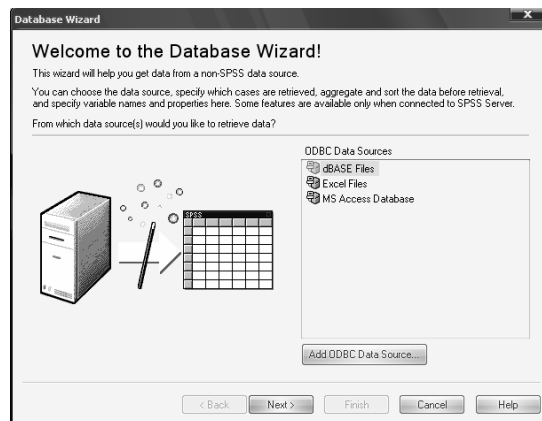 Database Wizard
X
Welcome to the Database Wizard!
This wizard will help you get data from a non-SPSS data source.
You can choose the data source, specify which cases are retrieved, aggregate and sort the data before retrieval,
and specify variable names and properties here. Some features are available only when connected to SPSS Server.
From which data source(s) would you like to retrieve data?
SPSS
ODBC Data Sources
dBASE Files
Excel Files
MS Access Database
Add ODBC Data Source...
< Back Next > Finish Cancel Help